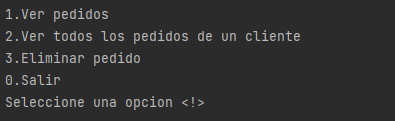 1.Ver pedidos
2.Ver todos los pedidos de un cliente
3.Eliminar pedido
0.Salir
Seleccione una opcion <!>